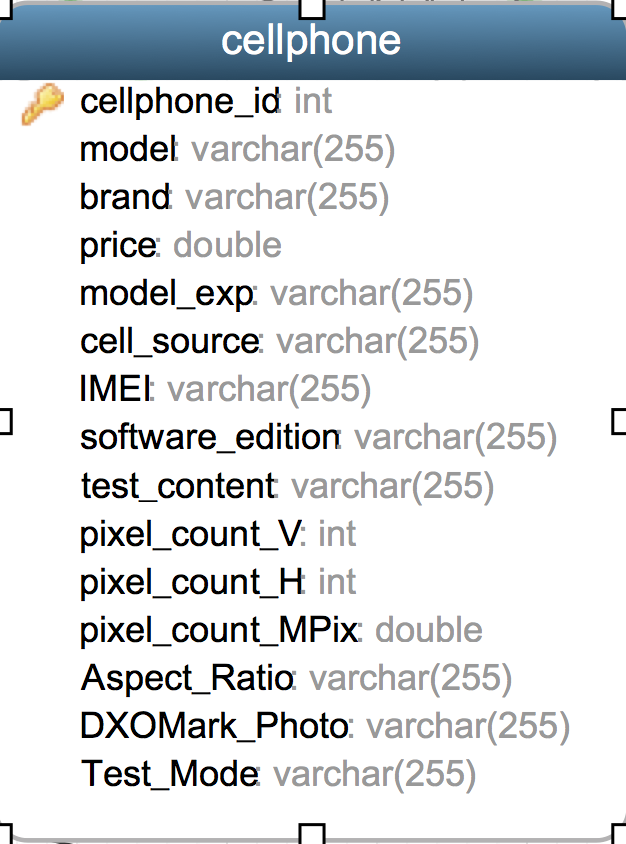 cellphone
cellphone_id: int
model: varchar(255)
brand: varchar(255)
price: double
model_exp: varchar(255)
cell_source: varchar(255)
IMEI: varchar(255)
software_edition: varchar(255)
test_content: varchar(255)
pixel_count_V: int
pixel_count_H: int
pixel_count_MPix: double
Aspect_Ratio: varchar(255)
DXOMark_Photo: varchar(255)
Test_Mode: varchar(255)